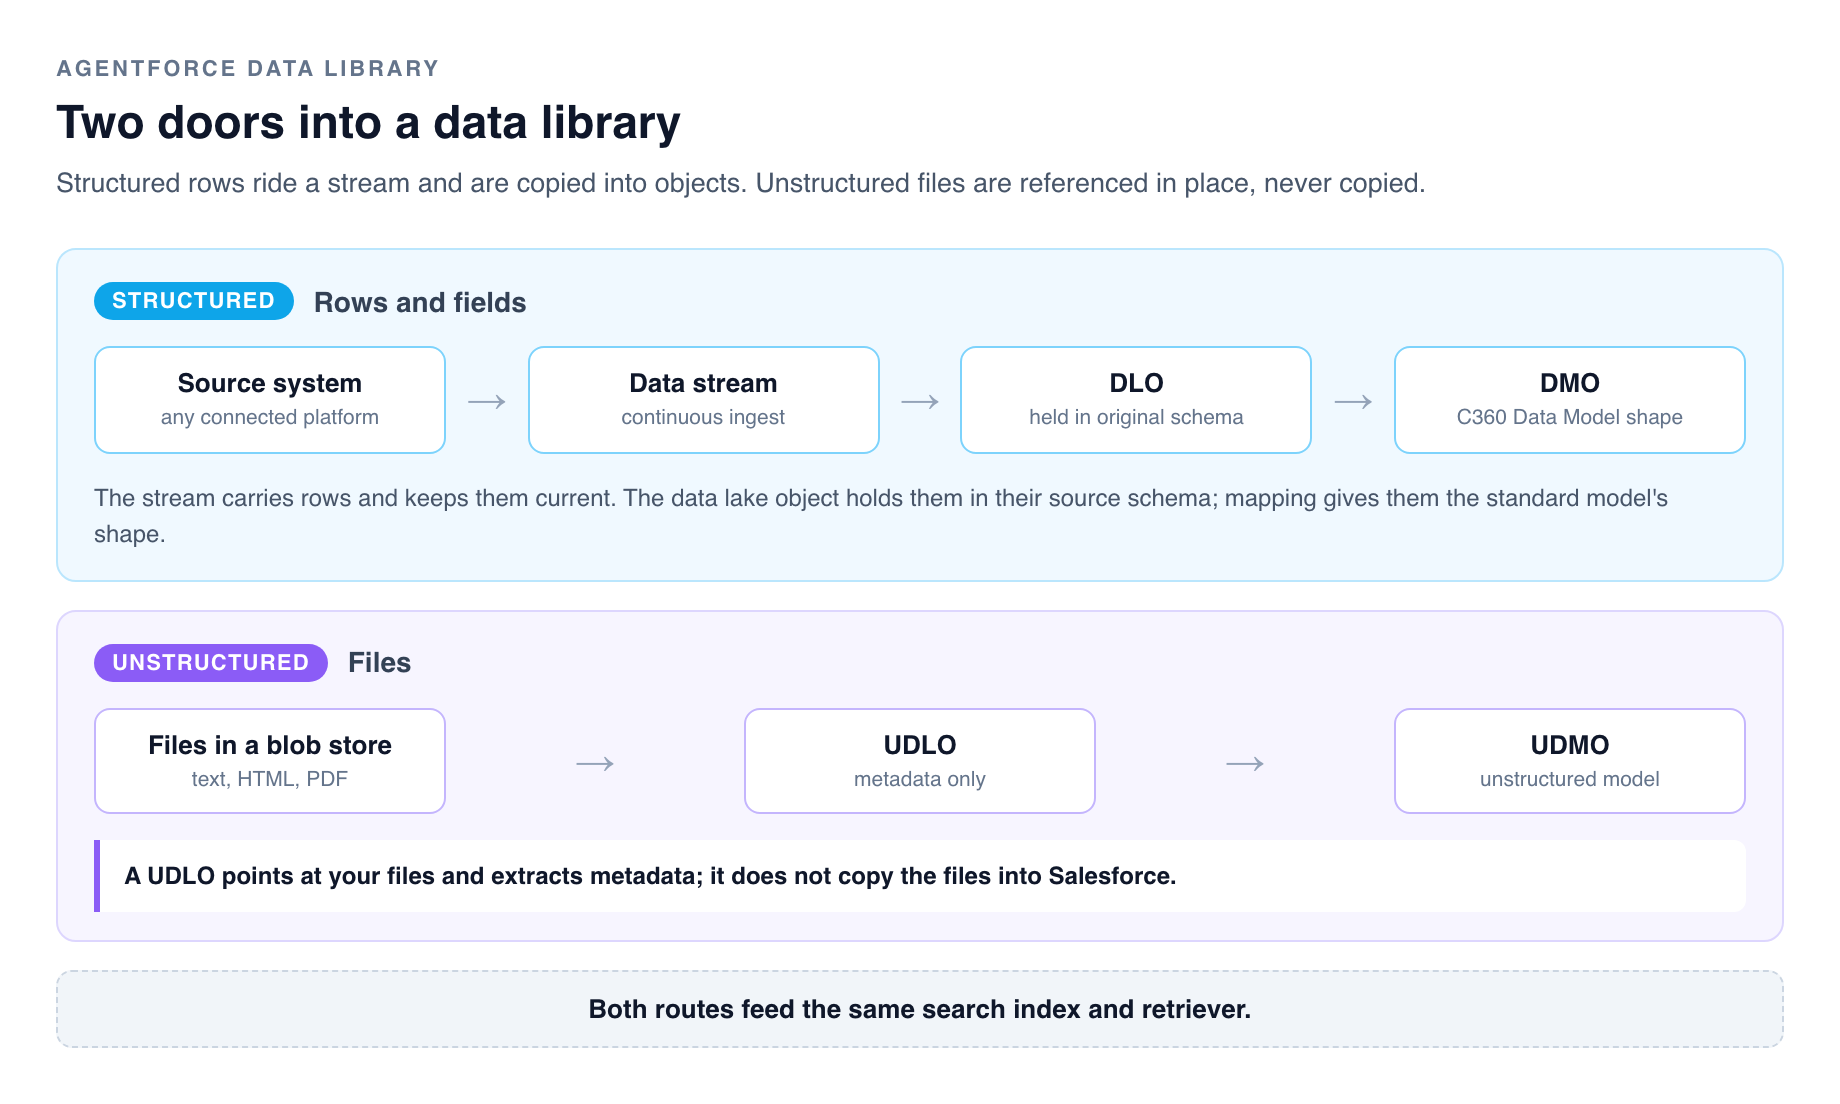 AGENTFORCE DATA LIBRARY
Two doors into a data library
Structured rows ride a stream and are copied into objects. Unstructured files are referenced in place, never copied.
STRUCTURED Rows and fields
Source system
any connected platform
→
Data stream
continuous ingest
→
DLO
held in original schema
→
DMO
C360 Data Model shape
The stream carries rows and keeps them current. The data lake object holds them in their source schema; mapping gives them the standard model's
shape.
UNSTRUCTURED Files
Files in a blob store
text, HTML, PDF
→
UDLO
metadata only
→
UDMO
unstructured model
A UDLO points at your files and extracts metadata; it does not copy the files into Salesforce.
Both routes feed the same search index and retriever.